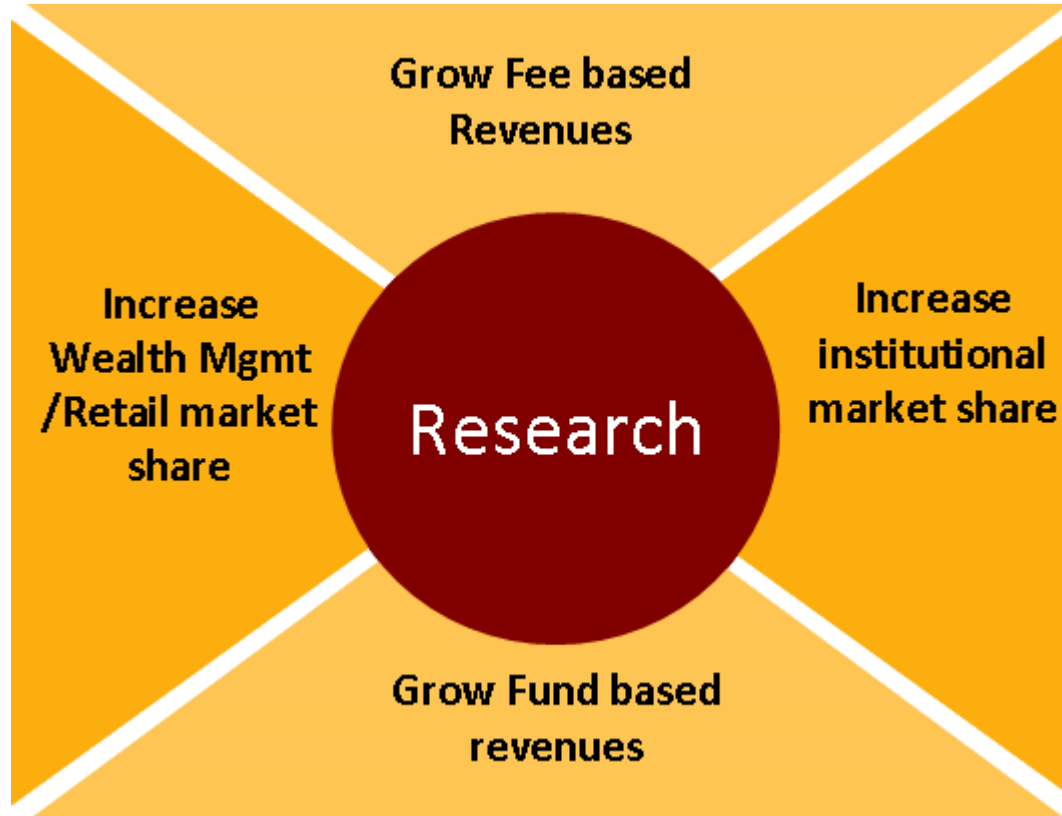 Grow Fee based
Revenues
Increase
Wealth Mgmt
/Retail market
share
Research
Increase
institutional
market share
Grow Fund based
revenues